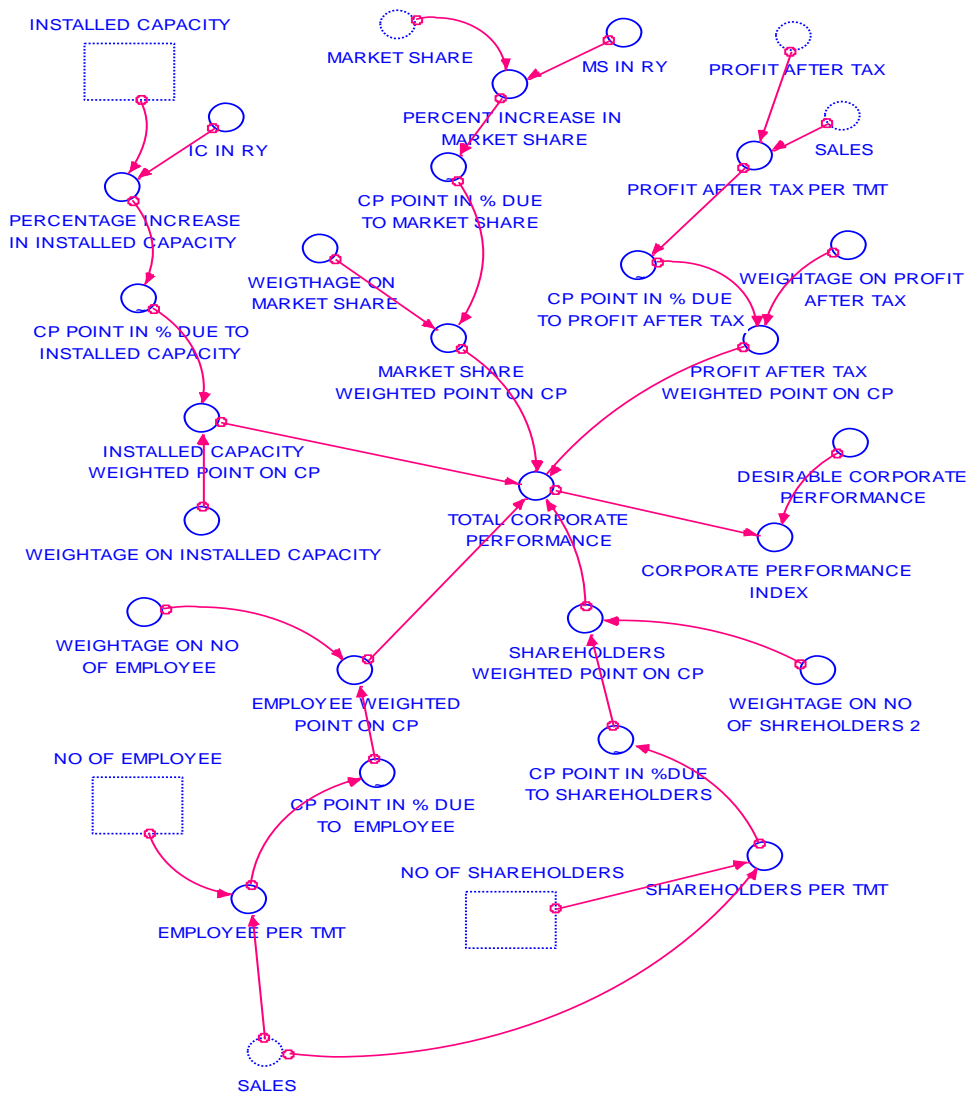 INSTALLED CAPACITY
MARKET SHARE
MS IN RY
PROFIT AFTER TAX
PERCENT INCREASE IN
MARKET SHARE
IC IN RY
SALES
PROFIT AFTER TAX PER TMT
PERCENTAGE INCREASE
IN INSTALLED CAPACITY
CP POINT IN % DUE
TO MARKET SHARE
WEIGTHAGE ON
MARKET SHARE
CP POINT IN % DUE
TO PROFIT AFTER TAX
WEIGHTAGE ON PROFIT
AFTER TAX
CP POINT IN % DUE TO
INSTALLED CAPACITY
MARKET SHARE
WEIGHTED POINT ON CP
PROFIT AFTER TAX
WEIGHTED POINT ON CP
INSTALLED CAPACITY
WEIGHTED POINT ON CP
DESIRABLE CORPORATE
PERFORMANCE
TOTAL CORPORATE
PERFORMANCE
WEIGHTAGE ON INSTALLED CAPACITY
CORPORATE PERFORMANCE
INDEX
WEIGHTAGE ON NO
OF EMPLOYEE
SHAREHOLDERS
WEIGHTED POINT ON CP
EMPLOYEE WEIGHTED
POINT ON CP
WEIGHTAGE ON NO
OF SHREHOLDERS 2
NO OF EMPLOYEE
CP POINT IN %DUE
TO SHAREHOLDERS
CP POINT IN % DUE
TO EMPLOYEE
NO OF SHAREHOLDERS
SHAREHOLDERS PER TMT
EMPLOYEE PER TMT
SALES